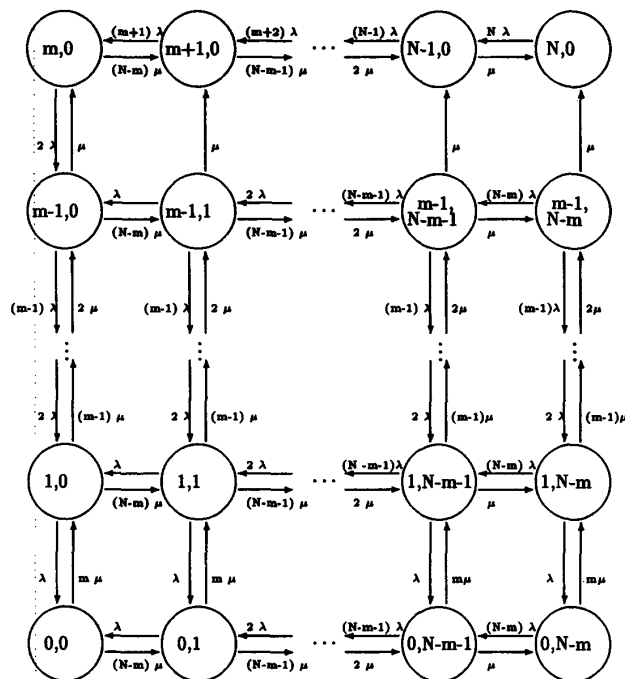 (m+1) λ (m+2) λ (N-1) λ N λ
m,0 m+1,0 ... N-1,0 N,0
(N-m) μ (N-m-1) μ 2 μ μ
2 λ μ μ μ μ
λ 2 λ (N-m-1) λ (N-m) λ
m-1,0 m-1,1 ... m-1, N-m-1 m-1, N-m
(N-m) μ (N-m-1) μ 2 μ μ
(m-1) λ 2 μ (m-1) λ 2 μ (m-1) λ 2μ (m-1)λ 2μ
2 λ (m-1) μ 2 λ (m-1) μ 2 λ (m-1)μ 2 λ (m-1)μ
λ 2 λ (N -m-1)λ (N-m) λ
1,0 1,1 ... 1,N-m-1 1,N-m
(N-m) μ (N-m-1) μ 2 μ μ
λ m μ λ m μ λ mμ λ mμ
λ 2 λ (N-m-1) λ (N-m) λ
0,0 0,1 ... 0,N-m-1 0,N-m
(N-m) μ (N-m-1) μ 2 μ μ